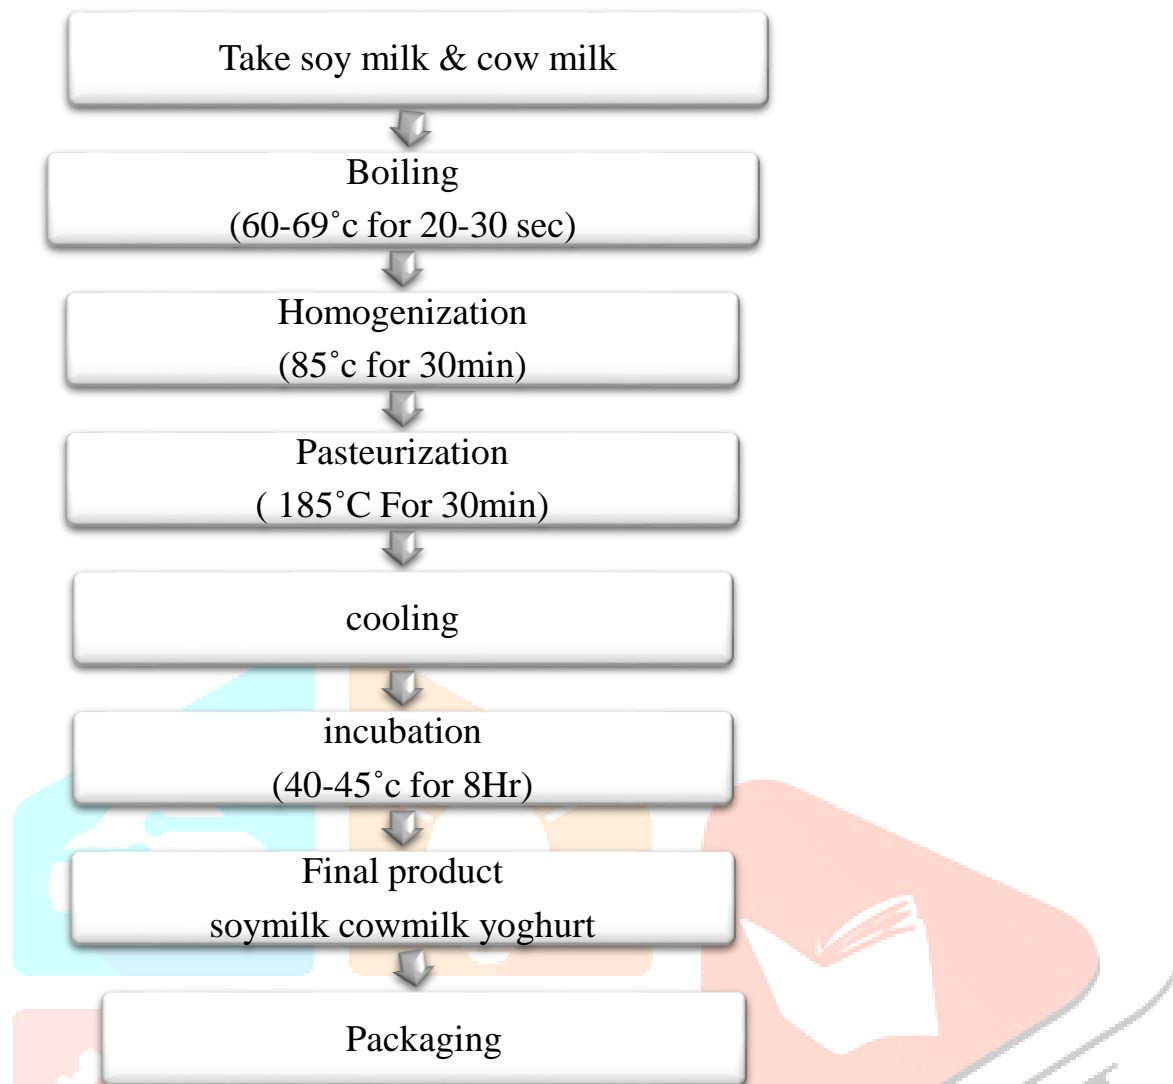 Take soy milk & cow milk
Boiling
(60-69˚c for 20-30 sec)
Homogenization
(85˚c for 30min)
Pasteurization
( 185˚C For 30min)
cooling
incubation
(40-45˚c for 8Hr)
Final product
soymilk cowmilk yoghurt
Packaging